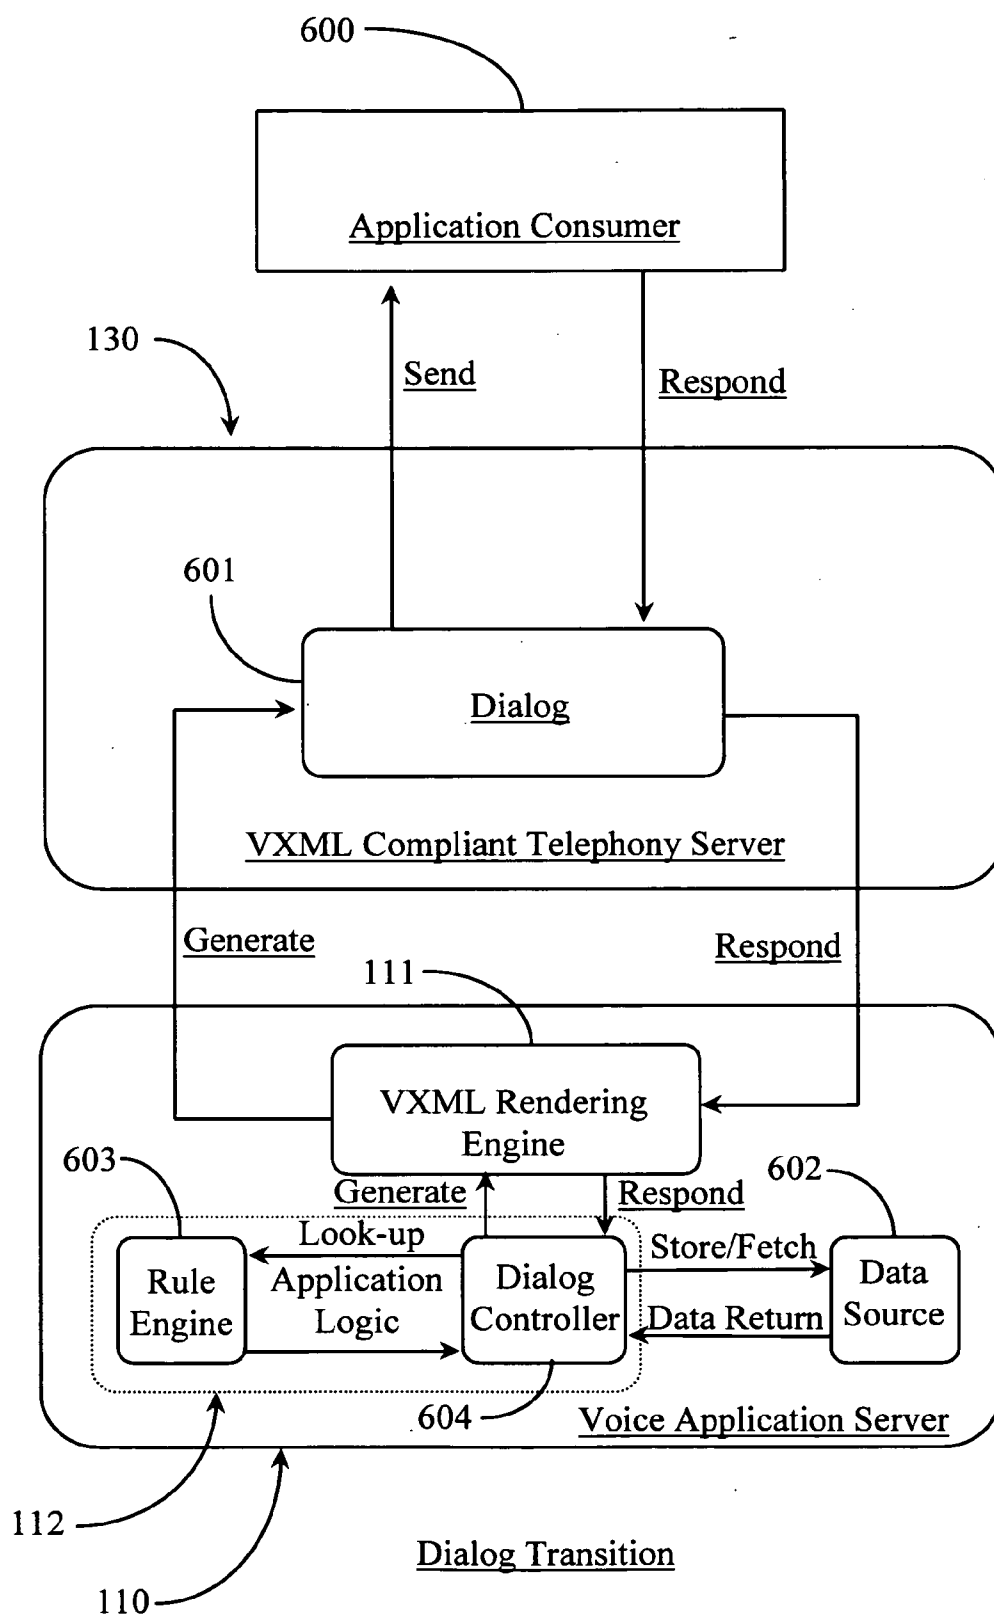 600
Application Consumer
130
Send
Respond
601
Dialog
VXML Compliant Telephony Server
Generate
Respond
111
VXML Rendering
Engine
603
602
Generate
Respond
Look-up
Store/Fetch
Rule
Engine
Application
Logic
Dialog
Controller
Data
Source
Data Return
604
Voice Application Server
112
Dialog Transition
110